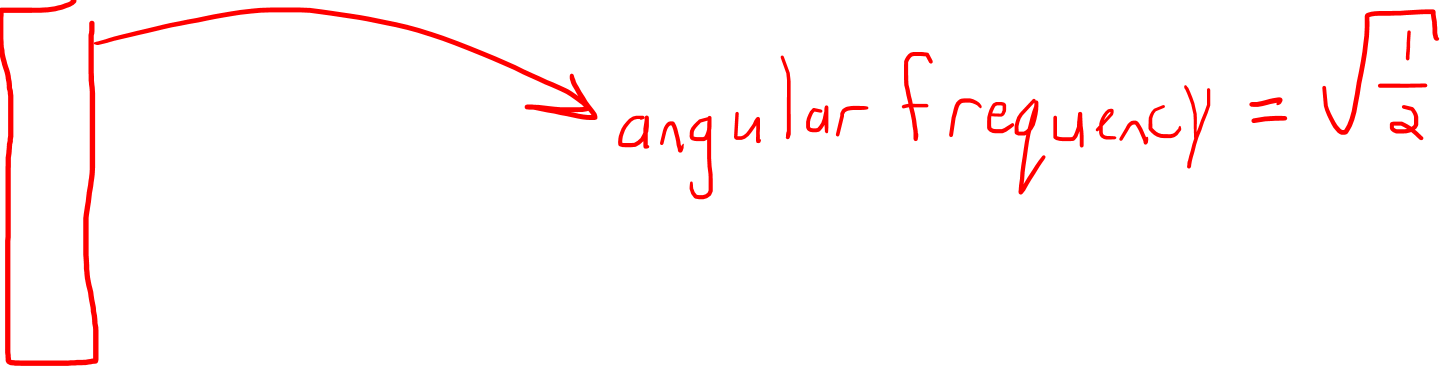 angular frequency = √(1/2)